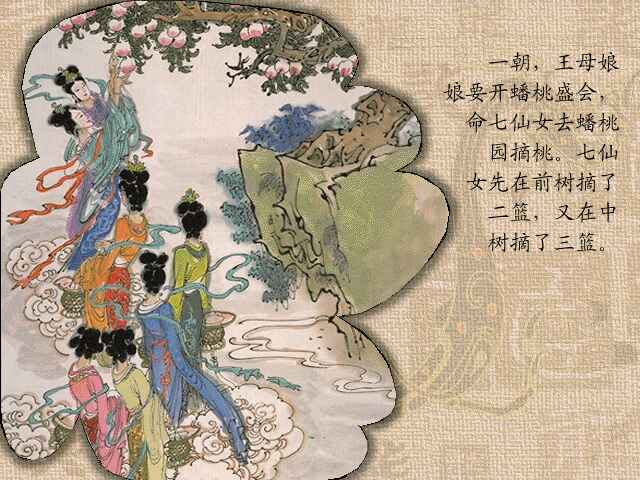 一朝，王母娘
娘要开蟠桃盛会，
命七仙女去蟠桃
园摘桃。七仙
女先在前树摘了
二篮，又在中
树摘了三篮。